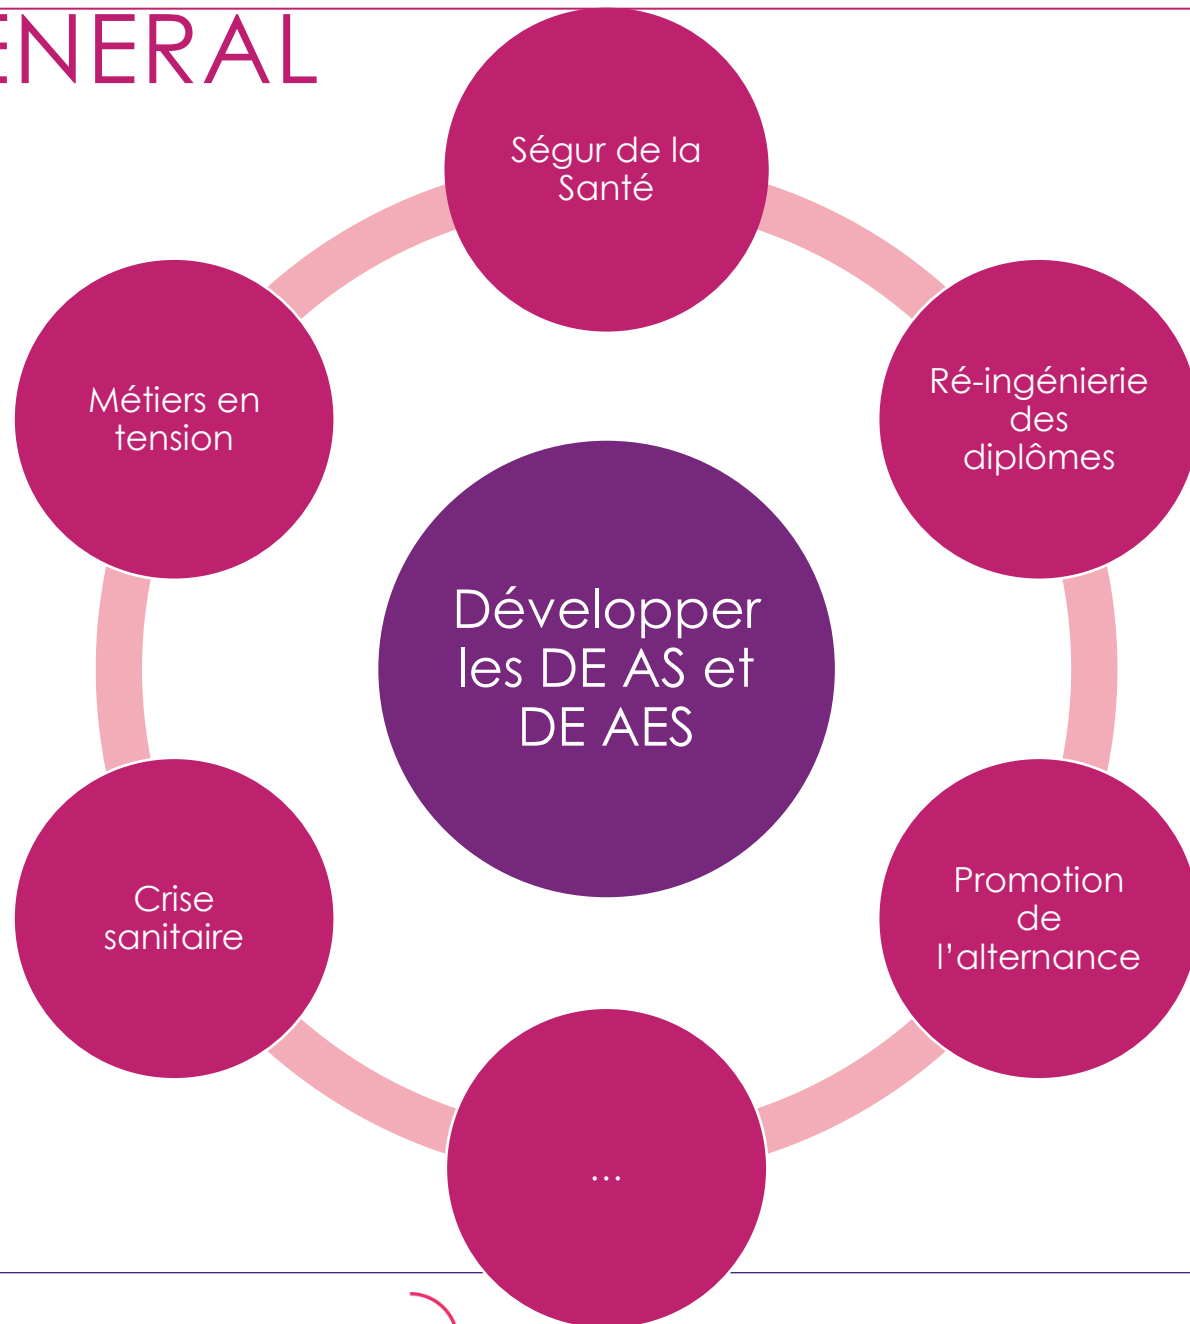 ENERAL
Ségur de la
Santé
Ré-ingénierie
des
diplômes
Promotion
de
l’alternance
...
Crise
sanitaire
Métiers en
tension
Développer
les DE AS et
DE AES